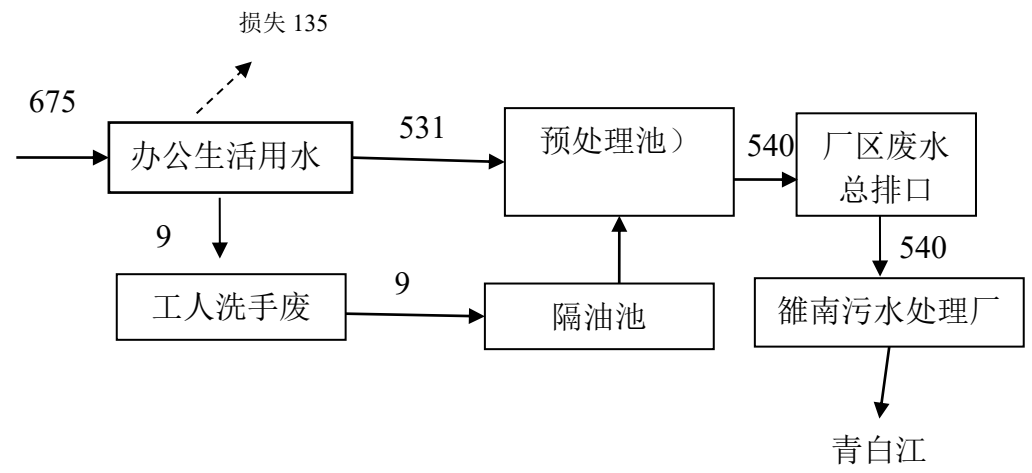 损失 135
675
办公生活用水
531
预处理池）
540
厂区废水
总排口
9
540
工人洗手废
9
隔油池
雒南污水处理厂
青白江